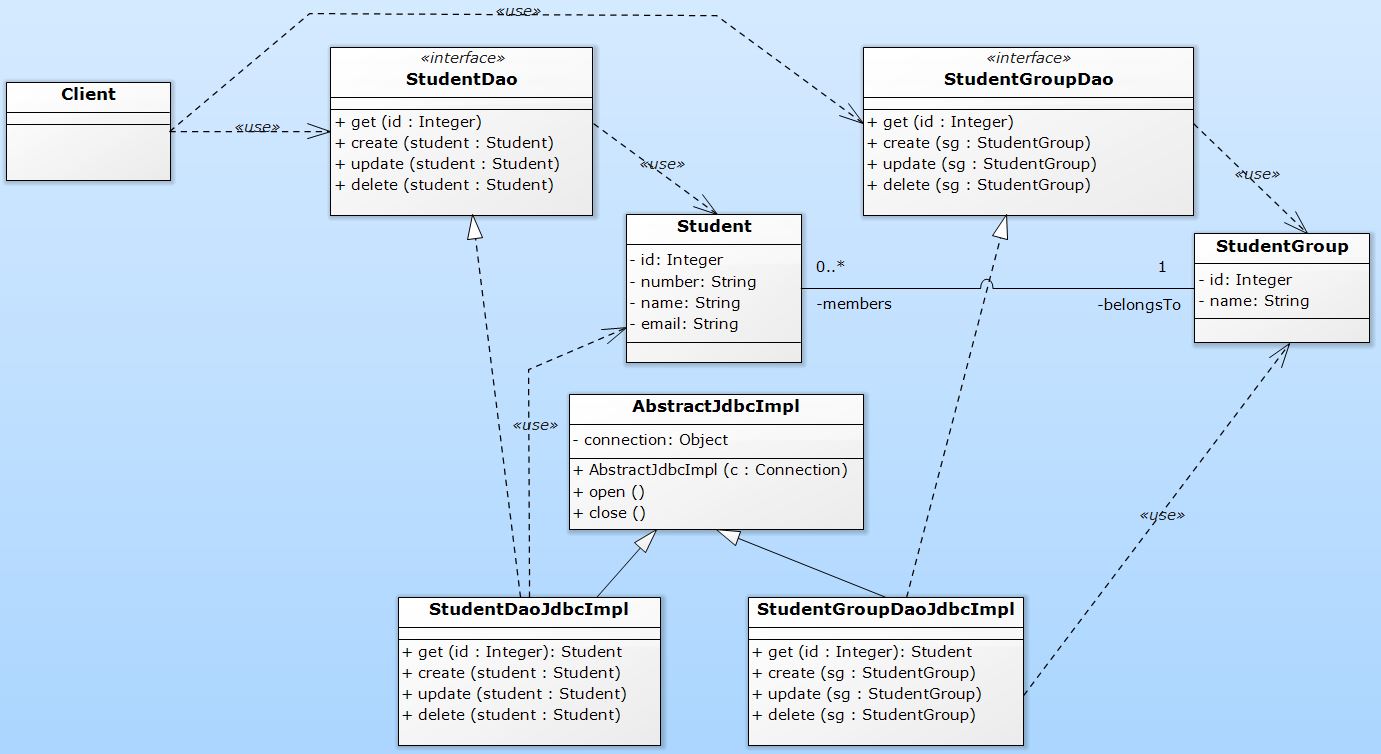 «use»
Client
«use»
«interface»
StudentDao
+ get (id : Integer)
+ create (student : Student)
+ update (student : Student)
+ delete (student : Student)
«use»
«interface»
StudentGroupDao
+ get (id : Integer)
+ create (sg : StudentGroup)
+ update (sg : StudentGroup)
+ delete (sg : StudentGroup)
«use»
Student
- id: Integer
- number: String
- name: String
- email: String
0..*
1
-members
-belongsTo
StudentGroup
- id: Integer
- name: String
«use»
AbstractJdbcImpl
- connection: Object
+ AbstractJdbcImpl (c : Connection)
+ open ()
+ close ()
«use»
StudentDaoJdbcImpl
+ get (id : Integer): Student
+ create (student : Student)
+ update (student : Student)
+ delete (student : Student)
StudentGroupDaoJdbcImpl
+ get (id : Integer): Student
+ create (sg : StudentGroup)
+ update (sg : StudentGroup)
+ delete (sg : StudentGroup)